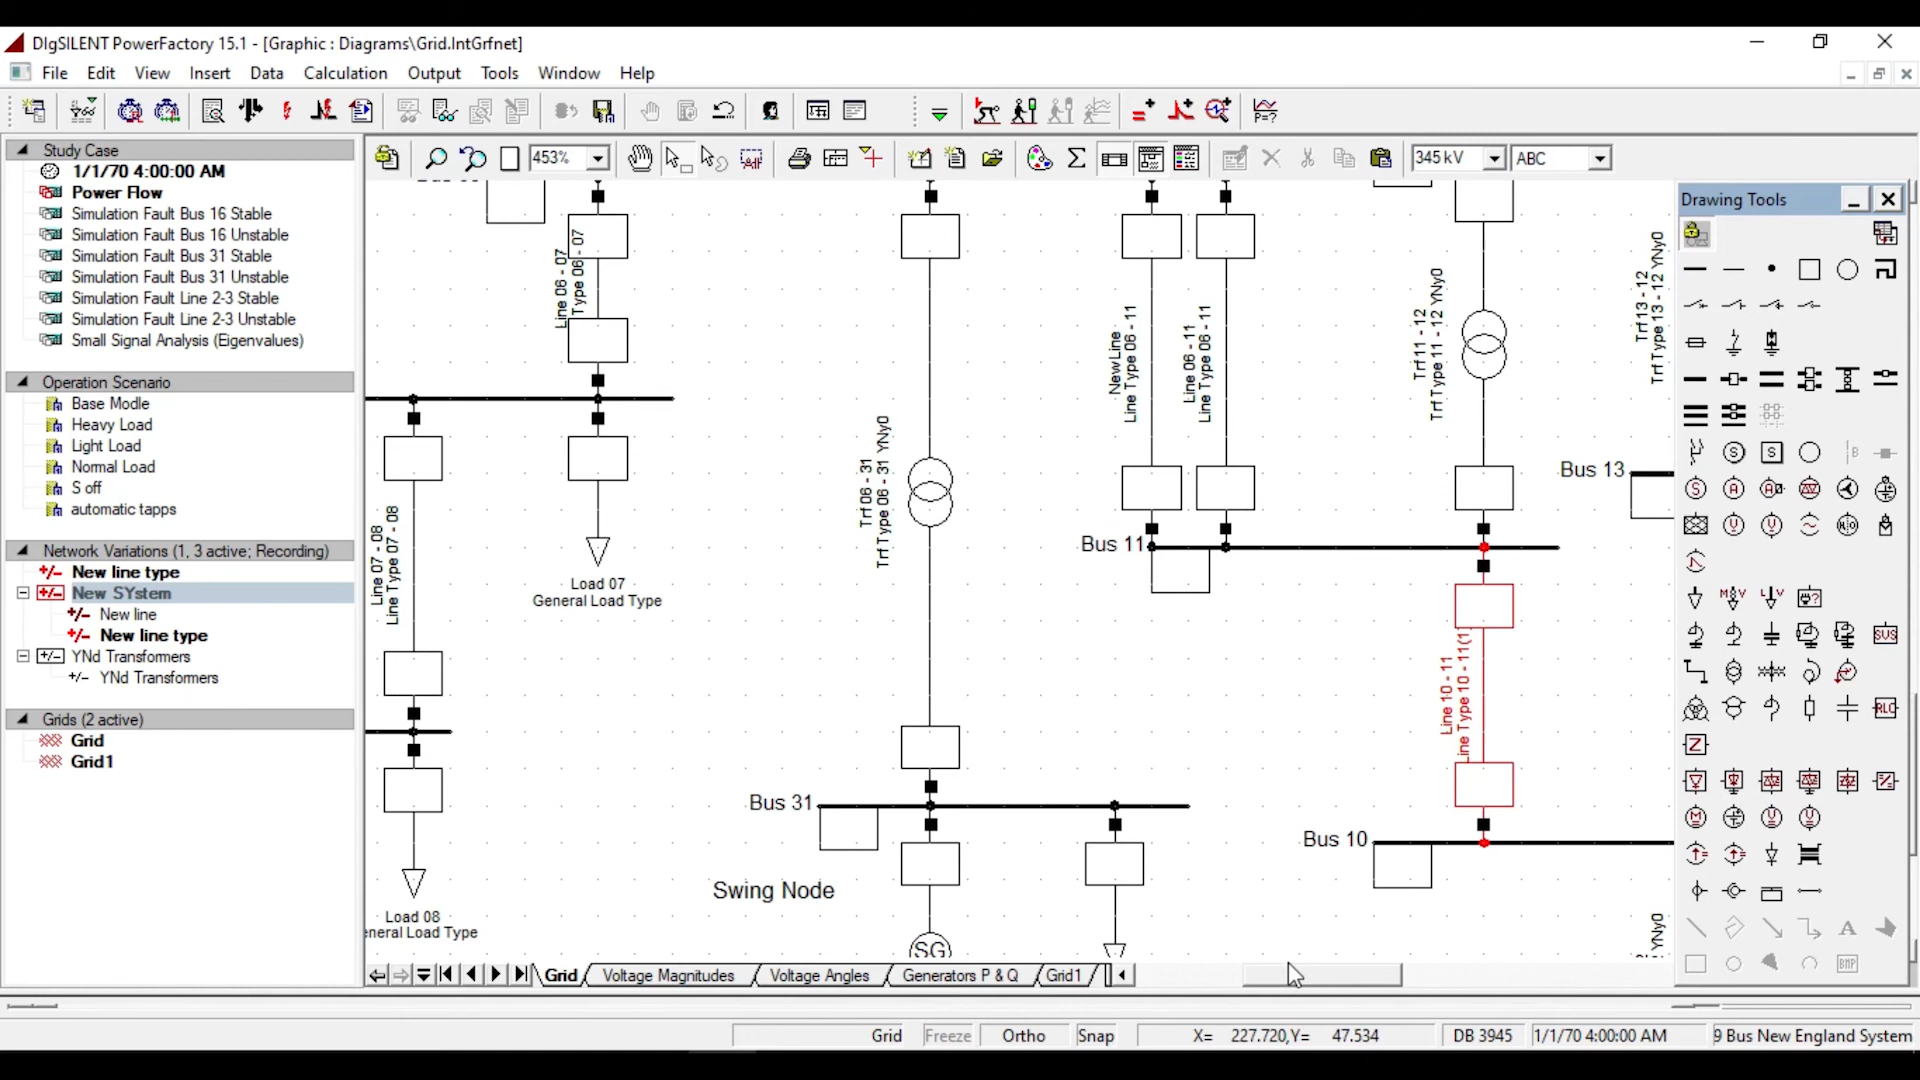 DIgSILENT PowerFactory 15.1 - [Graphic : Diagrams\Grid.IntGrfnet]
File Edit View Insert Data Calculation Output Tools Window Help
453%
345 kV
ABC
Study Case
1/1/70 4:00:00 AM
Power Flow
Simulation Fault Bus 16 Stable
Simulation Fault Bus 16 Unstable
Simulation Fault Bus 31 Stable
Simulation Fault Bus 31 Unstable
Simulation Fault Line 2-3 Stable
Simulation Fault Line 2-3 Unstable
Small Signal Analysis (Eigenvalues)
Operation Scenario
Base Modle
Heavy Load
Light Load
Normal Load
S off
automatic tapps
Network Variations (1, 3 active; Recording)
New line type
New SYstem
New line
New line type
YNd Transformers
YNd Transformers
Grids (2 active)
Grid
Grid1
Line 06 - 07
Type 06 - 07
Line 07 - 08
Line Type 07 - 08
Load 07
General Load Type
Load 08
eneral Load Type
Trf 06 - 31
Trf Type 06 - 31 YNy0
NewLine
Line Type 06 - 11
Line 06 - 11
Line Type 06 - 11
Trf 11 - 12
Trf Type 11 - 12 YNy0
Trf 13 - 12
Trf Type 13 - 12 YNy0
Bus 13
Bus 11
Line 10 - 11
ine Type 10 - 11(1)
Bus 31
Bus 10
Swing Node
SG
Drawing Tools
Grid
Voltage Magnitudes
Voltage Angles
Generators P & Q
Grid1
Grid
Freeze
Ortho
Snap
X= 227.720,Y= 47.534
DB 3945
1/1/70 4:00:00 AM
9 Bus New England System